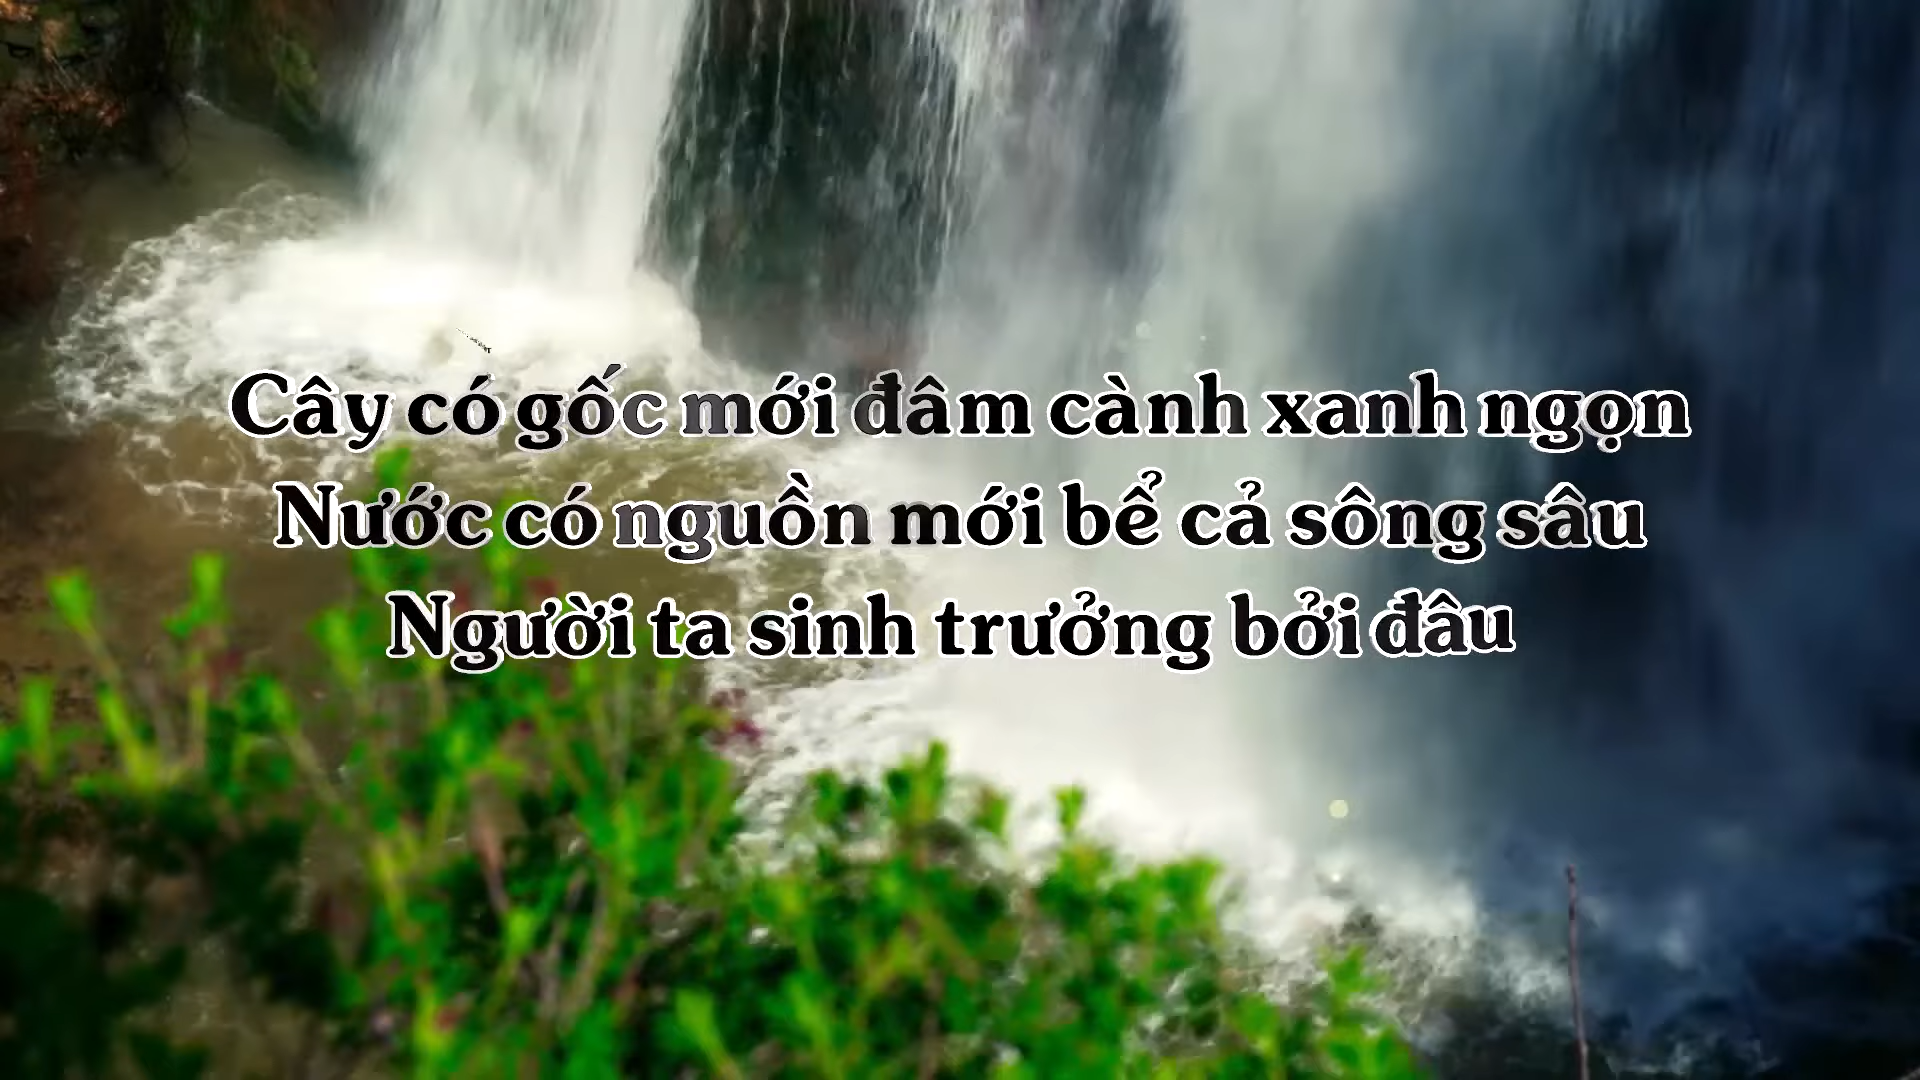 Cây có gốc mới đâm cành xanh ngọn
Nước có nguồn mới bể cả sông sâu
Người ta sinh trưởng bởi đâu